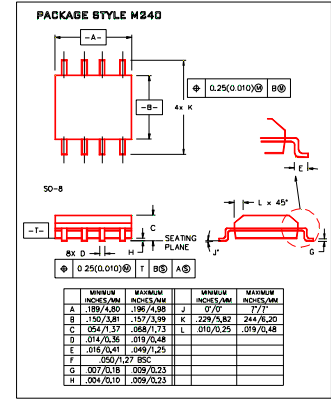 PACKAGE STYLE M240
-A-
-B-
4x K
⌖ 0.25(0.010)Ⓜ BⓂ
E
SO-8
L x 45°
-T-
C
SEATING PLANE
8X D
H
J°
G
⌖ 0.25(0.010)Ⓜ T BⓈ AⓈ
MINIMUM INCHES/MM MAXIMUM INCHES/MM MINIMUM INCHES/MM MAXIMUM INCHES/MM
A .189/4.80 .196/4.98 J 0°/0° 7°/7°
B .150/3.81 .157/3.99 K .229/5.82 .244/6.20
C .054/1.37 .068/1.73 L .010/0.25 .019/0.48
D .014/0.36 .019/0.48
E .016/0.41 .049/1.25
F .050/1.27 BSC
G .007/0.18 .009/0.23
H .004/0.10 .009/0.23